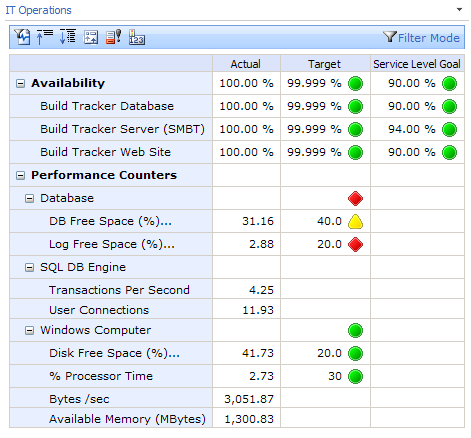 IT Operations
Filter Mode
Actual Target Service Level Goal
Availability 100.00 % 99.999 % 90.00 %
Build Tracker Database 100.00 % 99.999 % 90.00 %
Build Tracker Server (SMBT) 100.00 % 99.999 % 94.00 %
Build Tracker Web Site 100.00 % 99.999 % 90.00 %
Performance Counters
Database
DB Free Space (%)... 31.16 40.0
Log Free Space (%)... 2.88 20.0
SQL DB Engine
Transactions Per Second 4.25
User Connections 11.93
Windows Computer
Disk Free Space (%)... 41.73 20.0
% Processor Time 2.73 30
Bytes /sec 3,051.87
Available Memory (MBytes) 1,300.83